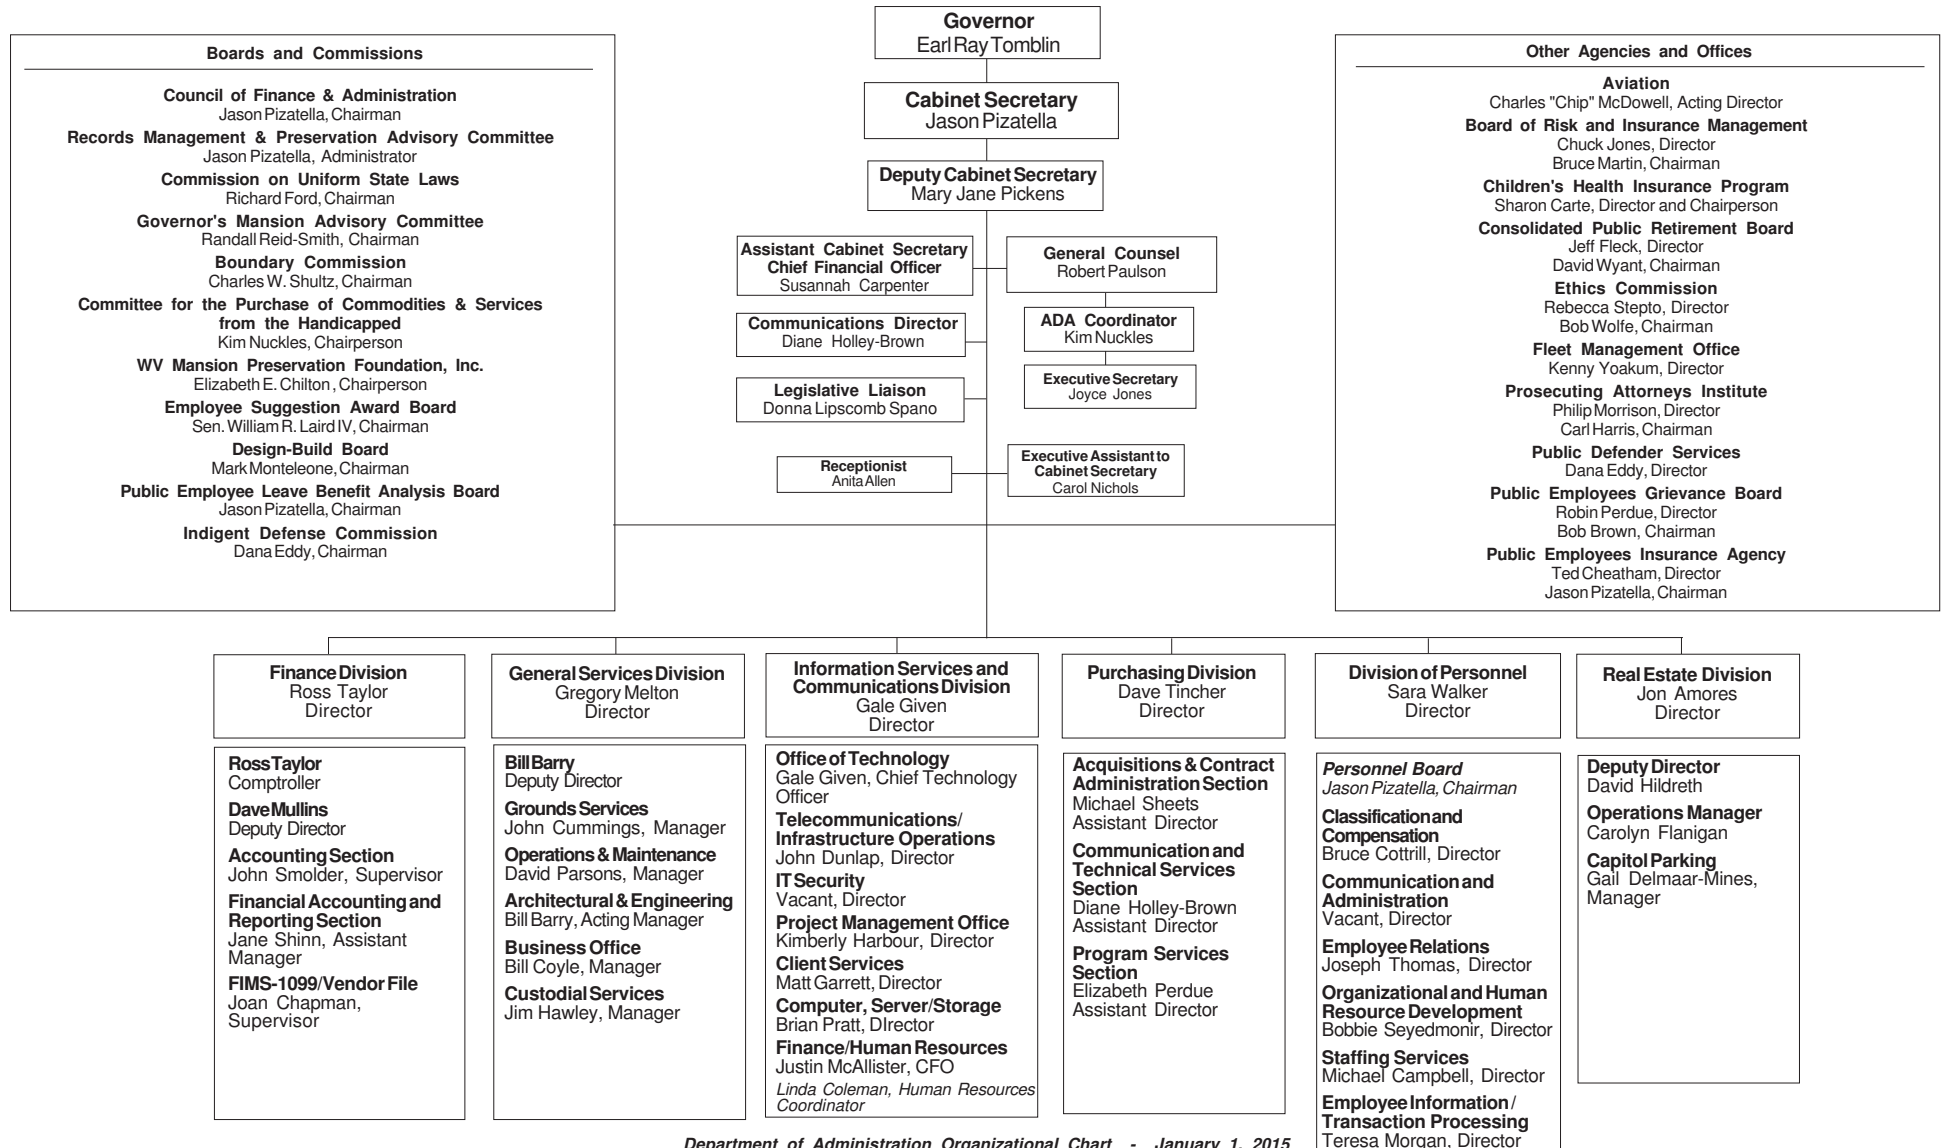 Governor
Earl Ray Tomblin
Cabinet Secretary
Jason Pizatella
Deputy Cabinet Secretary
Mary Jane Pickens
Assistant Cabinet Secretary
Chief Financial Officer
Susannah Carpenter
General Counsel
Robert Paulson
Communications Director
Diane Holley-Brown
ADA Coordinator
Kim Nuckles
Legislative Liaison
Donna Lipscomb Spano
Executive Secretary
Joyce Jones
Receptionist
Anita Allen
Executive Assistant to
Cabinet Secretary
Carol Nichols
Boards and Commissions
Council of Finance & Administration
Jason Pizatella, Chairman
Records Management & Preservation Advisory Committee
Jason Pizatella, Administrator
Commission on Uniform State Laws
Richard Ford, Chairman
Governor's Mansion Advisory Committee
Randall Reid-Smith, Chairman
Boundary Commission
Charles W. Shultz, Chairman
Committee for the Purchase of Commodities & Services
from the Handicapped
Kim Nuckles, Chairperson
WV Mansion Preservation Foundation, Inc.
Elizabeth E. Chilton, Chairperson
Employee Suggestion Award Board
Sen. William R. Laird IV, Chairman
Design-Build Board
Mark Monteleone, Chairman
Public Employee Leave Benefit Analysis Board
Jason Pizatella, Chairman
Indigent Defense Commission
Dana Eddy, Chairman
Other Agencies and Offices
Aviation
Charles "Chip" McDowell, Acting Director
Board of Risk and Insurance Management
Chuck Jones, Director
Bruce Martin, Chairman
Children's Health Insurance Program
Sharon Carte, Director and Chairperson
Consolidated Public Retirement Board
Jeff Fleck, Director
David Wyant, Chairman
Ethics Commission
Rebecca Stepto, Director
Bob Wolfe, Chairman
Fleet Management Office
Kenny Yoakum, Director
Prosecuting Attorneys Institute
Philip Morrison, Director
Carl Harris, Chairman
Public Defender Services
Dana Eddy, Director
Public Employees Grievance Board
Robin Perdue, Director
Bob Brown, Chairman
Public Employees Insurance Agency
Ted Cheatham, Director
Jason Pizatella, Chairman
Finance Division
Ross Taylor
Director
Ross Taylor
Comptroller
Dave Mullins
Deputy Director
Accounting Section
John Smolder, Supervisor
Financial Accounting and
Reporting Section
Jane Shinn, Assistant
Manager
FIMS-1099/Vendor File
Joan Chapman,
Supervisor
General Services Division
Gregory Melton
Director
Bill Barry
Deputy Director
Grounds Services
John Cummings, Manager
Operations & Maintenance
David Parsons, Manager
Architectural & Engineering
Bill Barry, Acting Manager
Business Office
Bill Coyle, Manager
Custodial Services
Jim Hawley, Manager
Information Services and
Communications Division
Gale Given
Director
Office of Technology
Gale Given, Chief Technology
Officer
Telecommunications/
Infrastructure Operations
John Dunlap, Director
IT Security
Vacant, Director
Project Management Office
Kimberly Harbour, Director
Client Services
Matt Garrett, Director
Computer, Server/Storage
Brian Pratt, DIrector
Finance/Human Resources
Justin McAllister, CFO
Linda Coleman, Human Resources
Coordinator
Purchasing Division
Dave Tincher
Director
Acquisitions & Contract
Administration Section
Michael Sheets
Assistant Director
Communication and
Technical Services
Section
Diane Holley-Brown
Assistant Director
Program Services
Section
Elizabeth Perdue
Assistant Director
Division of Personnel
Sara Walker
Director
Personnel Board
Jason Pizatella, Chairman
Classification and
Compensation
Bruce Cottrill, Director
Communication and
Administration
Vacant, Director
Employee Relations
Joseph Thomas, Director
Organizational and Human
Resource Development
Bobbie Seyedmonir, Director
Staffing Services
Michael Campbell, Director
Employee Information /
Transaction Processing
Teresa Morgan, Director
Real Estate Division
Jon Amores
Director
Deputy Director
David Hildreth
Operations Manager
Carolyn Flanigan
Capitol Parking
Gail Delmaar-Mines,
Manager
Department of Administration Organizational Chart - January 1, 2015